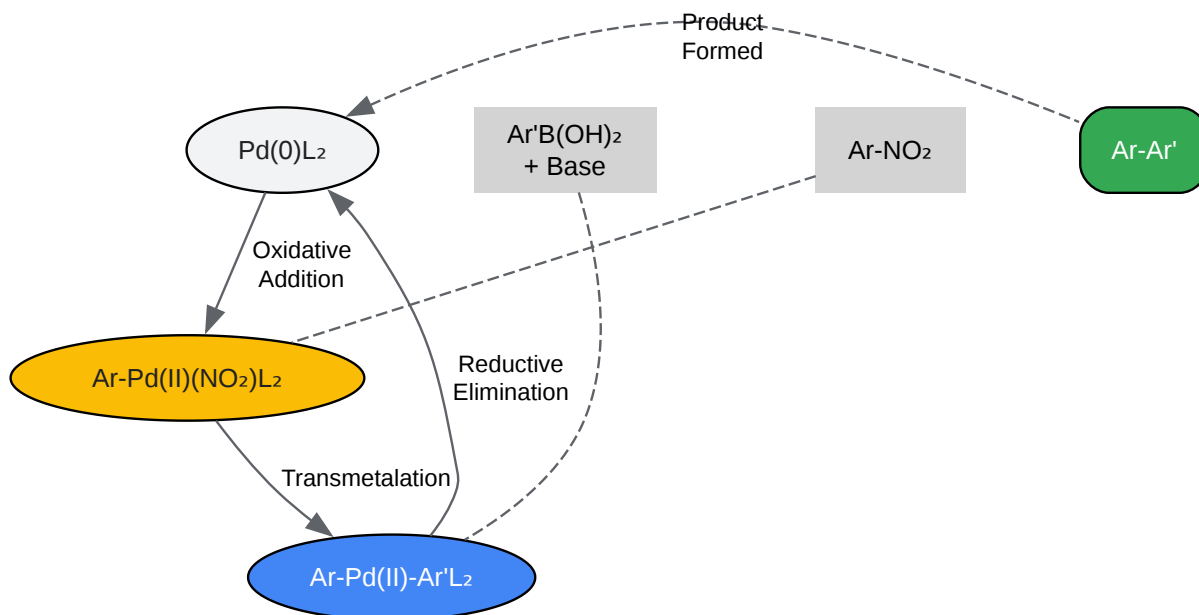 Product
Formed
Pd(0)L₂
Ar'B(OH)₂
+ Base
Ar-NO₂
Ar-Ar'
Oxidative
Addition
Reductive
Elimination
Ar-Pd(II)(NO₂)L₂
Transmetalation
Ar-Pd(II)-Ar'L₂